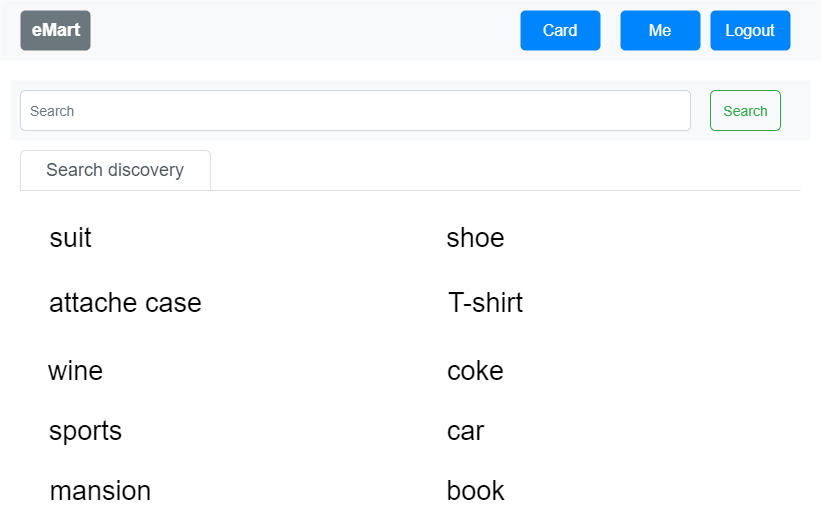 eMart Card Me Logout
Search Search
Search discovery
suit shoe
attache case T-shirt
wine coke
sports car
mansion book